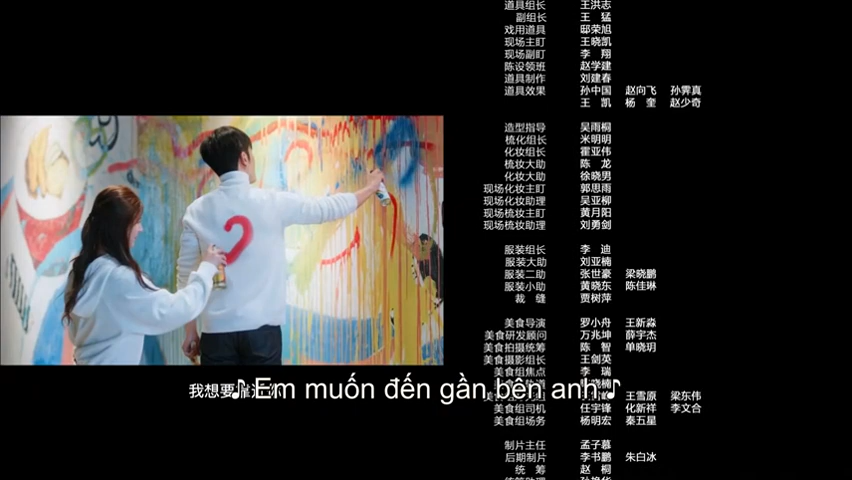 道具组长 王洪志
副组长 王 猛
戏用道具 邸荣旭
现场主盯 王晓凯
现场副盯 李 翔
陈设领班 赵学建
道具制作 刘建春
道具效果 孙中国 赵向飞 孙霁真
王 凯 杨 奎 赵少奇
造型指导 吴雨桐
梳化组长 米明明
化妆组长 霍亚伟
梳妆大助 陈 龙
化妆大助 徐晓男
现场化妆主盯 郭思雨
现场化妆助理 吴亚柳
现场梳妆主盯 黄月阳
现场梳妆助理 刘勇剑
服装组长 李 迪
服装大助 刘亚楠
服装二助 张世豪 梁晓鹏
服装小助 黄晓东 陈佳琳
裁 缝 贾树萍
美食导演 罗小舟 王新淼
美食研发顾问 万兆坤 薛宇杰
美食拍摄统筹 陈 智 单晓玥
美食摄影组长 王剑英
美食组焦点 李 瑞
我想要靠近你
♪ Em muốn đến gần bên anh ♪
王雪原 梁东伟
美食组司机 任宇锋 化新祥 李文合
美食组场务 杨明宏 秦五星
制片主任 孟子慕
后期制片 李书鹏 朱白冰
统 筹 赵 桐